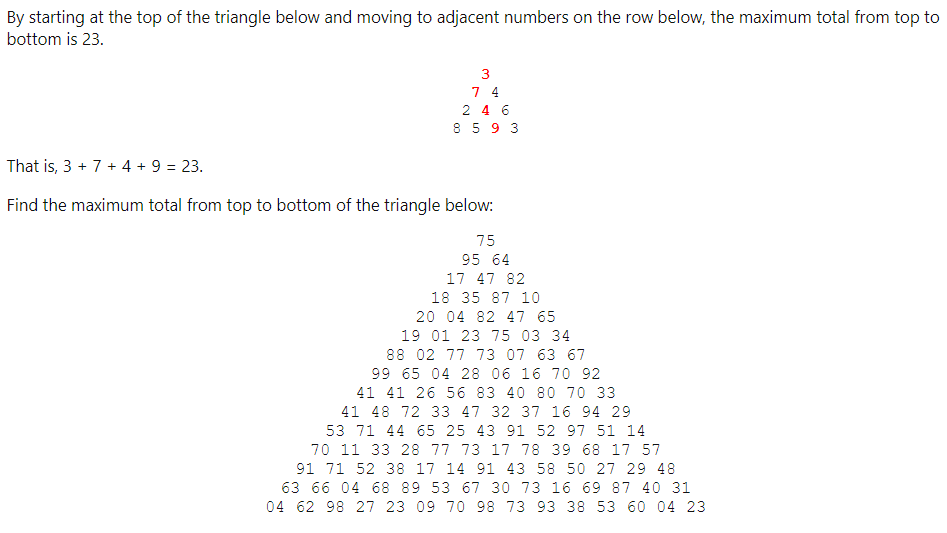 By starting at the top of the triangle below and moving to adjacent numbers on the row below, the maximum total from top to
bottom is 23.
3
7 4
2 4 6
8 5 9 3
That is, 3 + 7 + 4 + 9 = 23.
Find the maximum total from top to bottom of the triangle below:
75
95 64
17 47 82
18 35 87 10
20 04 82 47 65
19 01 23 75 03 34
88 02 77 73 07 63 67
99 65 04 28 06 16 70 92
41 41 26 56 83 40 80 70 33
41 48 72 33 47 32 37 16 94 29
53 71 44 65 25 43 91 52 97 51 14
70 11 33 28 77 73 17 78 39 68 17 57
91 71 52 38 17 14 91 43 58 50 27 29 48
63 66 04 68 89 53 67 30 73 16 69 87 40 31
04 62 98 27 23 09 70 98 73 93 38 53 60 04 23